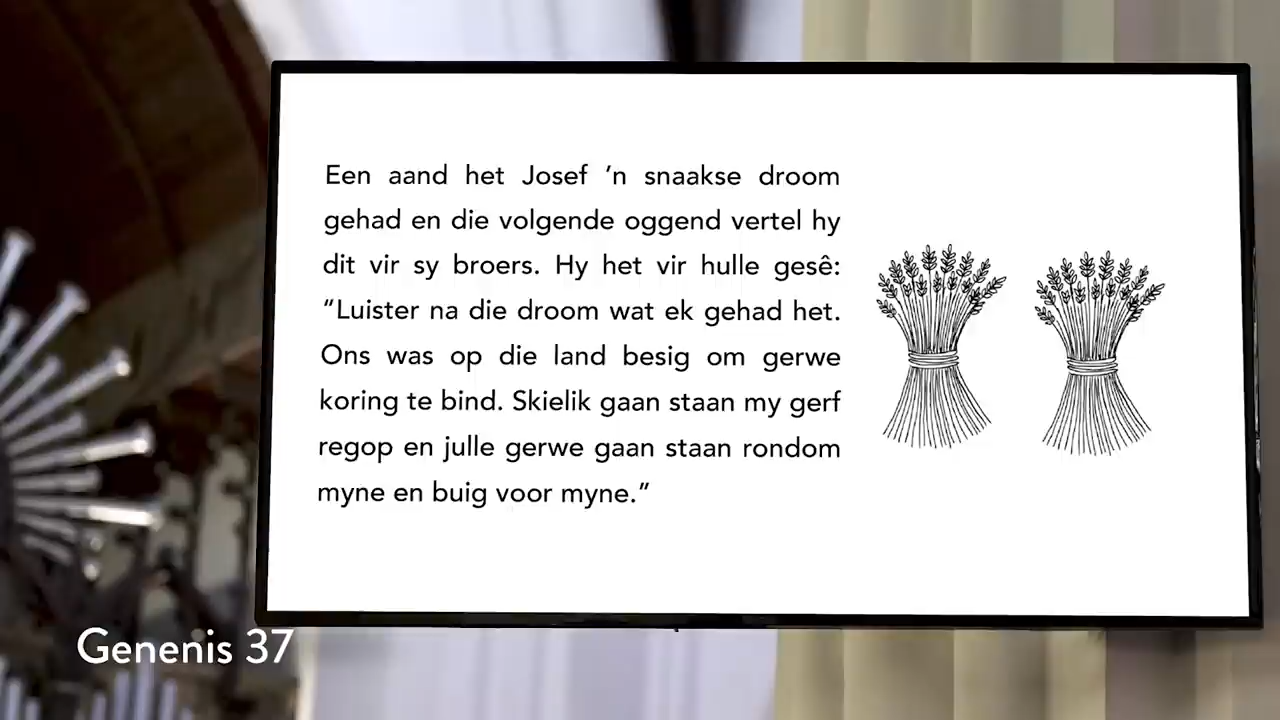 Een aand het Josef ’n snaakse droom
gehad en die volgende oggend vertel hy
dit vir sy broers. Hy het vir hulle gesê:
“Luister na die droom wat ek gehad het.
Ons was op die land besig om gerwe
koring te bind. Skielik gaan staan my gerf
regop en julle gerwe gaan staan rondom
myne en buig voor myne.”
Genenis 37